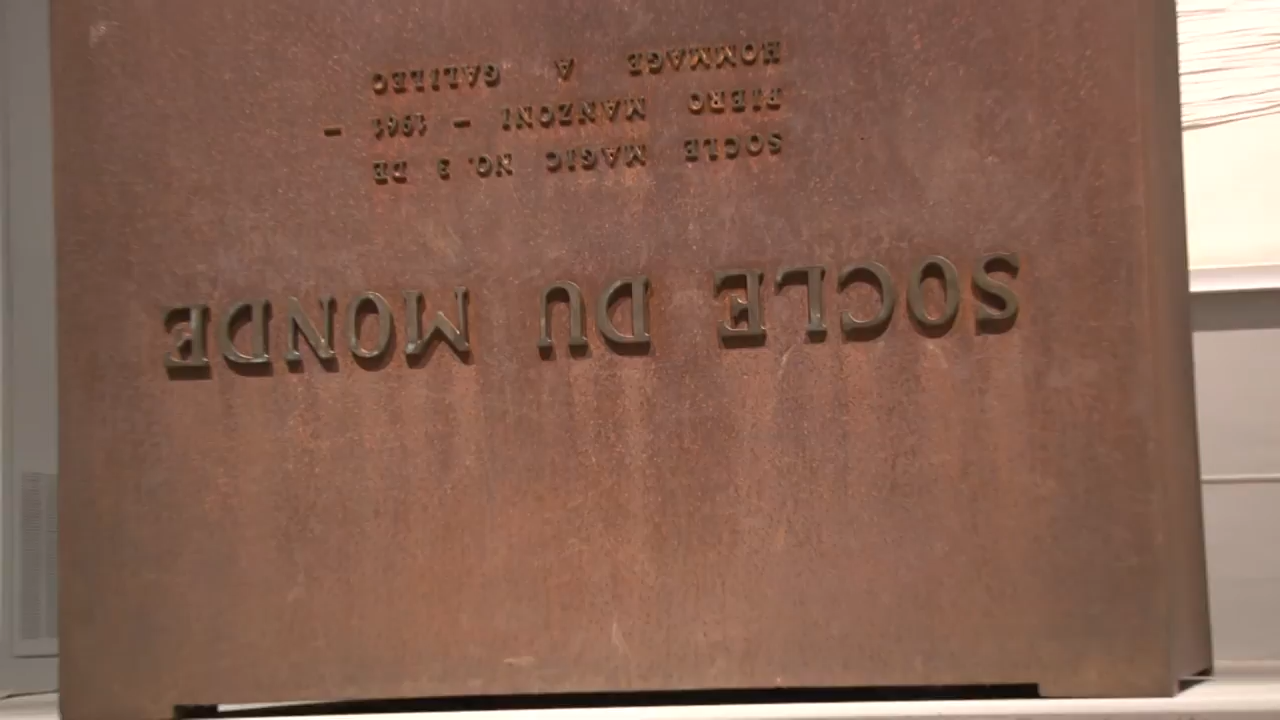 SOCLE DU MONDE
SOCLE MAGIC NO. 3 DE
PIERO MANZONI — 1961 —
HOMMAGE A GALILEO